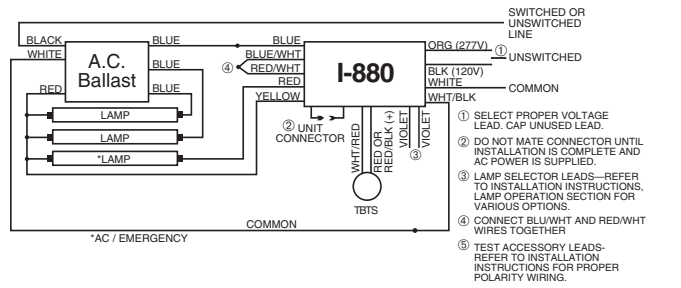 SWITCHED OR
UNSWITCHED
LINE
BLACK
BLUE
BLUE
ORG (277V)
①
UNSWITCHED
WHITE
A.C.
Ballast
BLUE
BLUE/WHT
④
RED/WHT
I-880
BLK (120V)
RED
BLUE
RED
WHITE
COMMON
YELLOW
WHT/BLK
LAMP
LAMP
*LAMP
② UNIT
CONNECTOR
WHT/RED
RED OR
RED/BLK (+)
VIOLET
VIOLET
③
TBTS
COMMON
*AC / EMERGENCY
① SELECT PROPER VOLTAGE
LEAD. CAP UNUSED LEAD.
② DO NOT MATE CONNECTOR UNTIL
INSTALLATION IS COMPLETE AND
AC POWER IS SUPPLIED.
③ LAMP SELECTOR LEADS—REFER
TO INSTALLATION INSTRUCTIONS,
LAMP OPERATION SECTION FOR
VARIOUS OPTIONS.
④ CONNECT BLU/WHT AND RED/WHT
WIRES TOGETHER
⑤ TEST ACCESSORY LEADS-
REFER TO INSTALLATION
INSTRUCTIONS FOR PROPER
POLARITY WIRING.